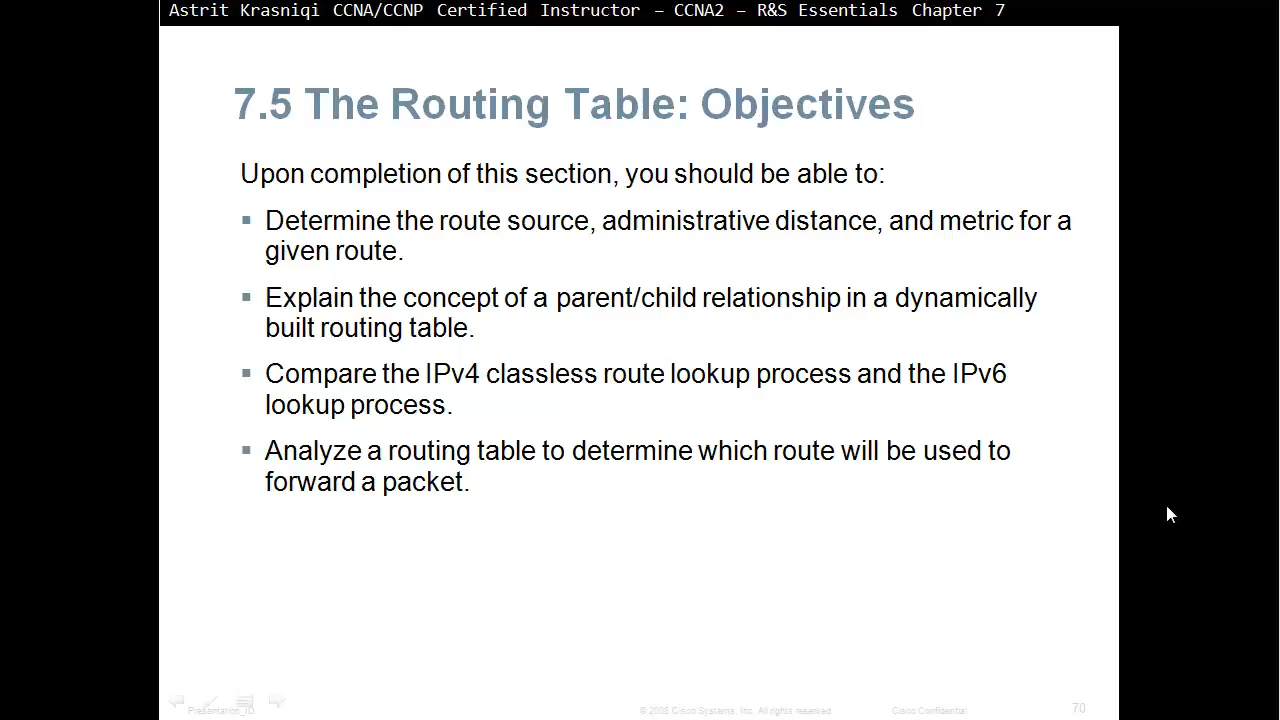 Astrit Krasniqi CCNA/CCNP Certified Instructor – CCNA2 – R&S Essentials Chapter 7
7.5 The Routing Table: Objectives
Upon completion of this section, you should be able to:
▪ Determine the route source, administrative distance, and metric for a
given route.
▪ Explain the concept of a parent/child relationship in a dynamically
built routing table.
▪ Compare the IPv4 classless route lookup process and the IPv6
lookup process.
▪ Analyze a routing table to determine which route will be used to
forward a packet.
Presentation_ID
© 2008 Cisco Systems, Inc. All rights reserved.
Cisco Confidential
70